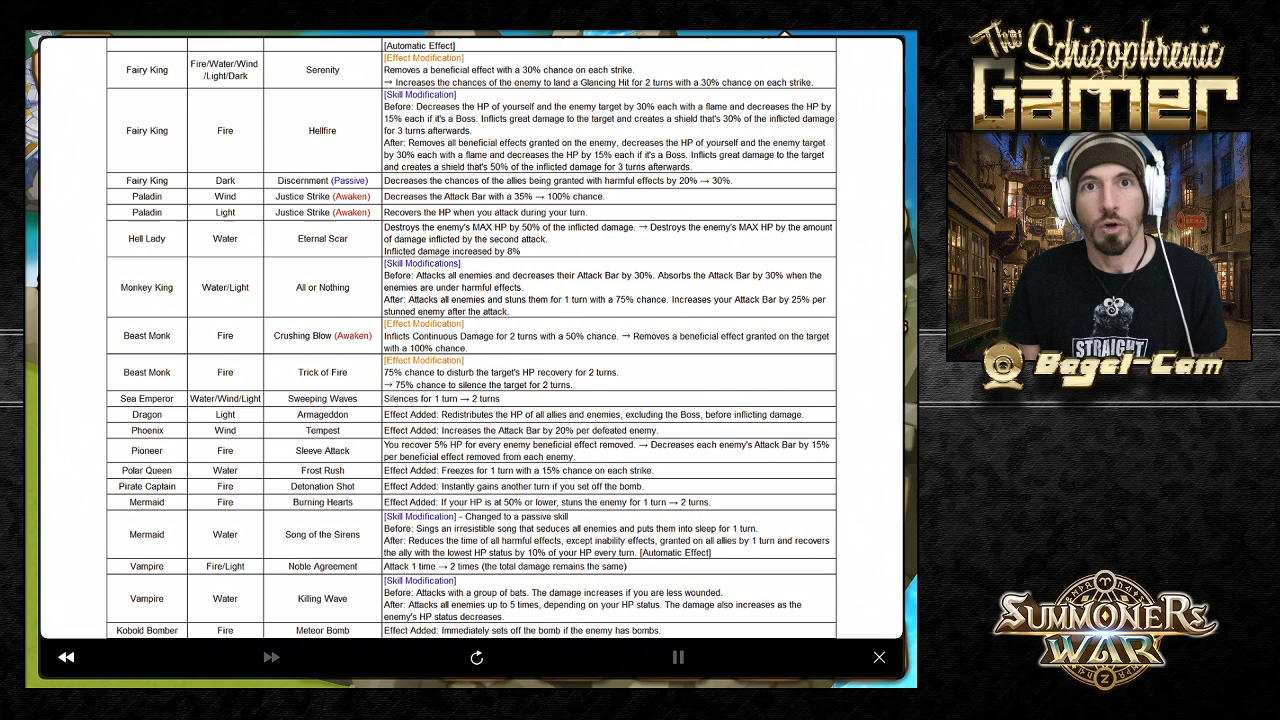 [Automatic Effect]
Fairy King
Fire/Water/Wind
/Light/Dark
Serenity
[Effect Modification]
Removes a beneficial effect with a 30% chance on each strike.
→ Increases the chances of the enemy to land a Glancing Hit for 2 turns with a 30% chance on each strike.
Fairy King
Fire
Hellfire
[Skill Modification]
Before: Decreases the HP of yourself and the enemy target by 30% each with a flame and decreases the HP by
15% each if it's a Boss. Inflicts great damage to the target and creates a shield that's 30% of the inflicted damage
for 3 turns afterwards.
After: Removes all beneficial effects granted on the enemy, decreases the HP of yourself and the enemy target
by 30% each with a flame and decreases the HP by 15% each if it's a Boss. Inflicts great damage to the target
and creates a shield that's 50% of the inflicted damage for 3 turns afterwards.
Fairy King
Dark
Discernment (Passive)
Decreases the chances of the allies being granted with harmful effects by 20% → 30%.
Paladin
Wind
Justice Strike (Awaken)
Decreases the Attack Bar with a 35% → 100% chance.
Paladin
Light
Justice Strike (Awaken)
Recovers the HP when you attack during your turn.
Hell Lady
Water
Eternal Scar
Destroys the enemy's MAX HP by 50% of the inflicted damage. → Destroys the enemy's MAX HP by the amount
of damage inflicted by the second attack.
Inflicted damage increased by 8%
Monkey King
Water/Light
All or Nothing
[Skill Modifications]
Before: Attacks all enemies and decreases their Attack Bar by 30%. Absorbs the Attack Bar by 30% when the
enemies are under harmful effects.
After: Attacks all enemies and stuns them for 1 turn with a 75% chance. Increases your Attack Bar by 25% per
stunned enemy after the attack.
Beast Monk
Fire
Crushing Blow (Awaken)
[Effect Modification]
Inflicts Continuous Damage for 2 turns with a 50% chance. → Removes a beneficial effect granted on the target
with a 100% chance.
Beast Monk
Fire
Trick of Fire
[Effect Modification]
75% chance to disturb the target's HP recovery for 2 turns.
→ 75% chance to silence the target for 2 turns.
Sea Emperor
Water/Wind/Light
Sweeping Waves
Silences for 1 turn → 2 turns
Dragon
Light
Armageddon
Effect Added: Redistributes the HP of all allies and enemies, excluding the Boss, before inflicting damage.
Phoenix
Wind
Tempest
Effect Added: Increases the Attack Bar by 20% per defeated enemy.
Pioneer
Fire
Sleeve Attack
You recover 5% HP for every enemy beneficial effect removed. → Decreases each enemy's Attack Bar by 15%
per beneficial effect removed from each enemy.
Polar Queen
Water
Frost Rush
Effect Added: Freezes for 1 turn with a 15% chance on each strike.
Pirate Captain
Fire
Detonation Shot
Effect Added: Instantly gains another turn if you set off the bomb.
Mermaid
Fire
Burning Hearts
Effect Added: If your HP is at 50% or lower, stuns the enemy for 1 turn → 2 turns.
Mermaid
Water
Song of the Sirens
[Skill Modification] - Changed to a passive skill
Before: Sings an irresistible song that seduces all enemies and puts them into sleep for 1 turn.
After: Reduces the time of all harmful effects, except inability effects, granted on all allies by 1 turn and recovers
the ally with the lowest HP status by 10% of your HP every turn. [Automatic Effect]
Vampire
Fire/Light
Noble Agreement
Attack 1 time → 2 times (the total damage remains the same)
Vampire
Water
Killing Wave
[Skill Modification]
Before: Attacks with a group of bats. The damage increases if you are less wounded.
After: Attacks all enemies up to 5 times, depending on your HP status. The damage also increases as the
enemy's HP status decreases.
Kobold Bomber
Fire
Meteor Bomb
Effect Added: Immediately sets off the bomb if the enemy has bombs.
The Schizophrenic
Gamer
STRAIGHT
Bagel-Cam
SUMMONERS
WAR